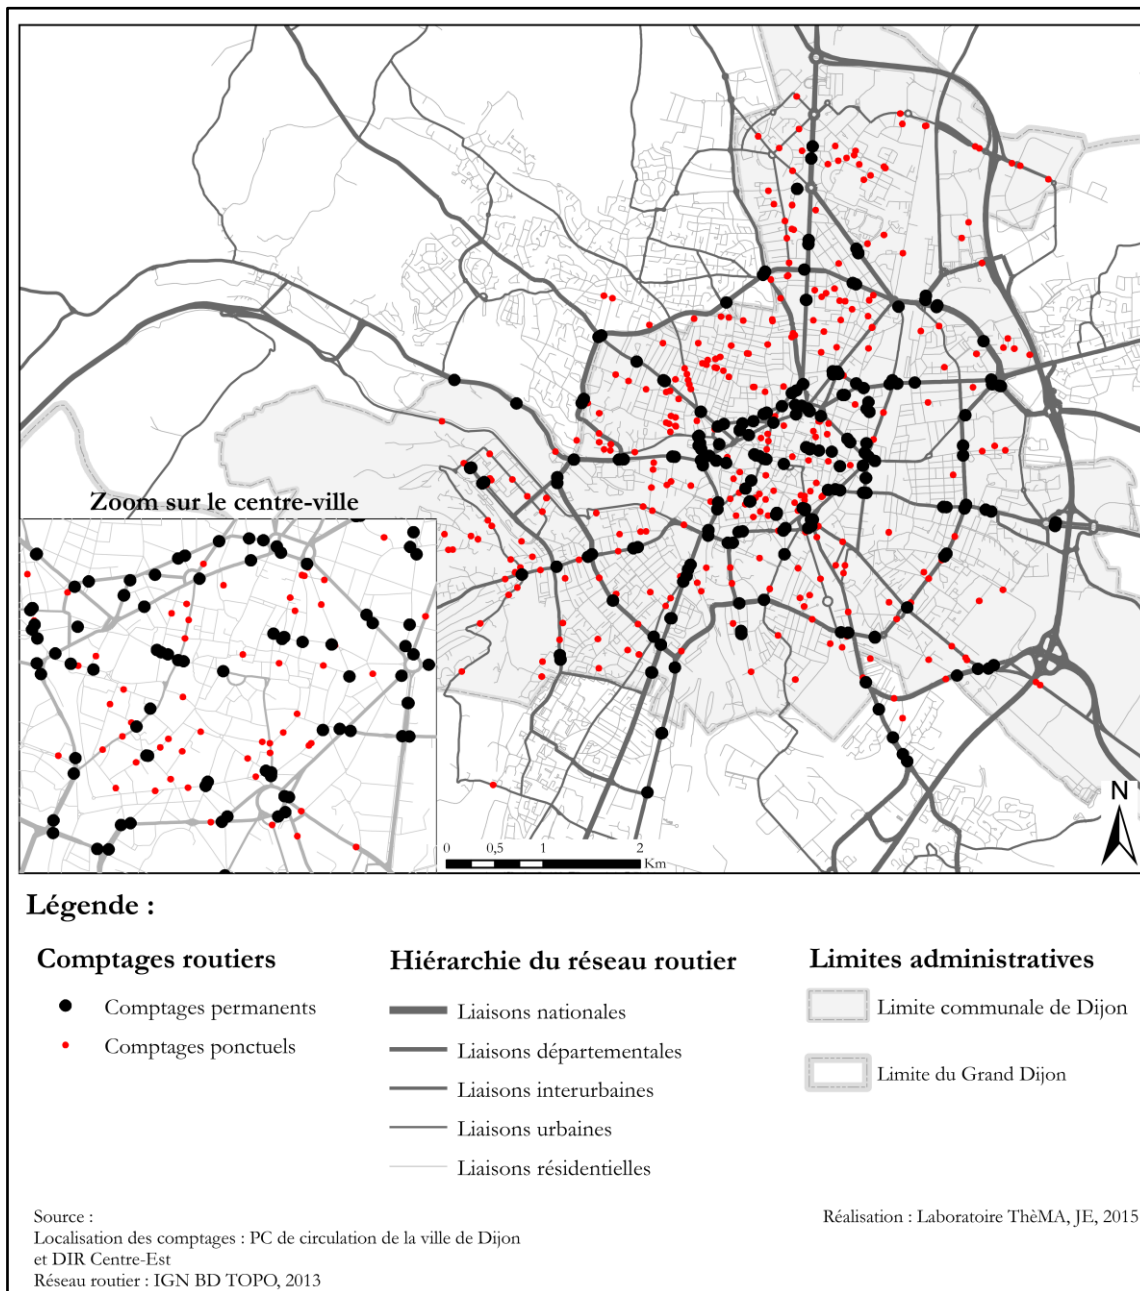 Zoom sur le centre-ville
N
0 0,5 1 2
Km
Légende :
Comptages routiers
Comptages permanents
Comptages ponctuels
Hiérarchie du réseau routier
Liaisons nationales
Liaisons départementales
Liaisons interurbaines
Liaisons urbaines
Liaisons résidentielles
Limites administratives
Limite communale de Dijon
Limite du Grand Dijon
Source :
Localisation des comptages : PC de circulation de la ville de Dijon
et DIR Centre-Est
Réseau routier : IGN BD TOPO, 2013
Réalisation : Laboratoire ThèMA, JE, 2015